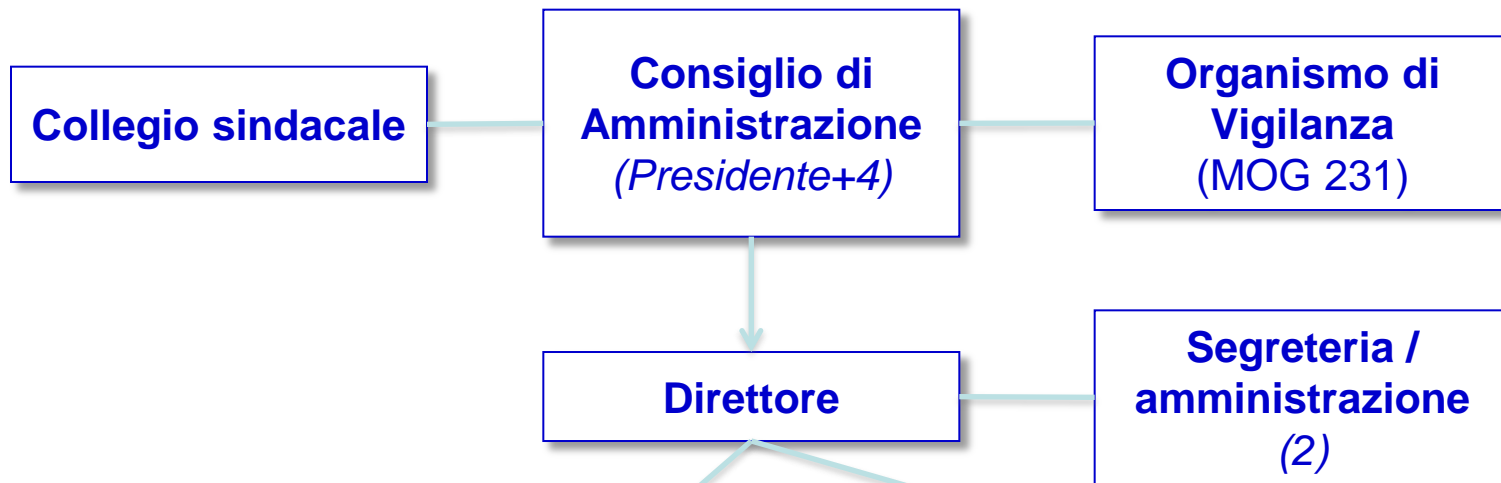 Collegio sindacale
Consiglio di
Amministrazione
(Presidente+4)
Organismo di
Vigilanza
(MOG 231)
Direttore
Segreteria /
amministrazione
(2)